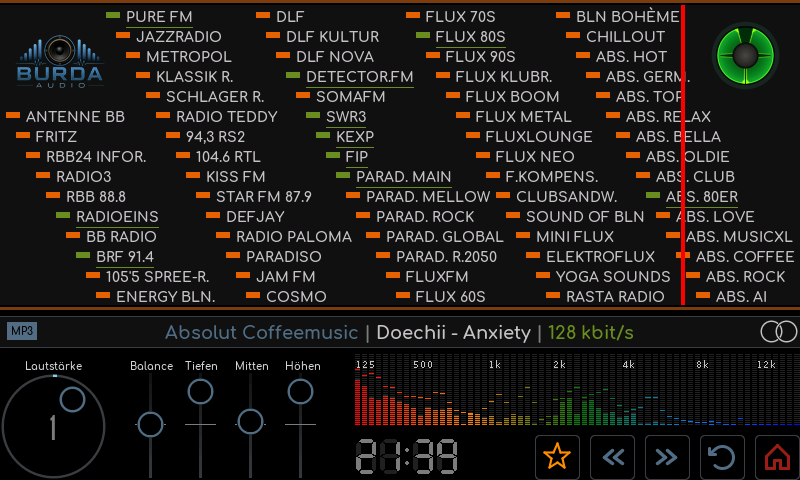 BURDA
AUDIO
ANTENNE BB
FRITZ
RBB24 INFOR.
RADIO3
RBB 88.8
RADIOEINS
BB RADIO
BRF 91.4
105'5 SPREE-R.
ENERGY BLN.
PURE FM
JAZZRADIO
METROPOL
KLASSIK R.
SCHLAGER R.
RADIO TEDDY
94,3 RS2
104.6 RTL
KISS FM
STAR FM 87.9
DEFJAY
RADIO PALOMA
PARADISO
JAM FM
COSMO
DLF
DLF KULTUR
DLF NOVA
DETECTOR.FM
SOMAFM
SWR3
KEXP
FIP
PARAD. MAIN
PARAD. MELLOW
PARAD. ROCK
PARAD. GLOBAL
PARAD. R.2050
FLUXFM
FLUX 60S
FLUX 70S
FLUX 80S
FLUX 90S
FLUX KLUBR.
FLUX BOOM
FLUX METAL
FLUXLOUNGE
FLUX NEO
F.KOMPENS.
CLUBSANDW.
SOUND OF BLN
MINI FLUX
ELEKTROFLUX
YOGA SOUNDS
RASTA RADIO
BLN BOHÈME
CHILLOUT
ABS. HOT
ABS. GERM.
ABS. TOP
ABS. RELAX
ABS. BELLA
ABS. OLDIE
ABS. CLUB
ABS. 80ER
ABS. LOVE
ABS. MUSICXL
ABS. COFFEE
ABS. ROCK
ABS. AI
MP3
Absolut Coffeemusic | Doechii - Anxiety | 128 kbit/s
Lautstärke
1
Balance Tiefen Mitten Höhen
125 500 1k 2k 4k 8k 12k
21:39